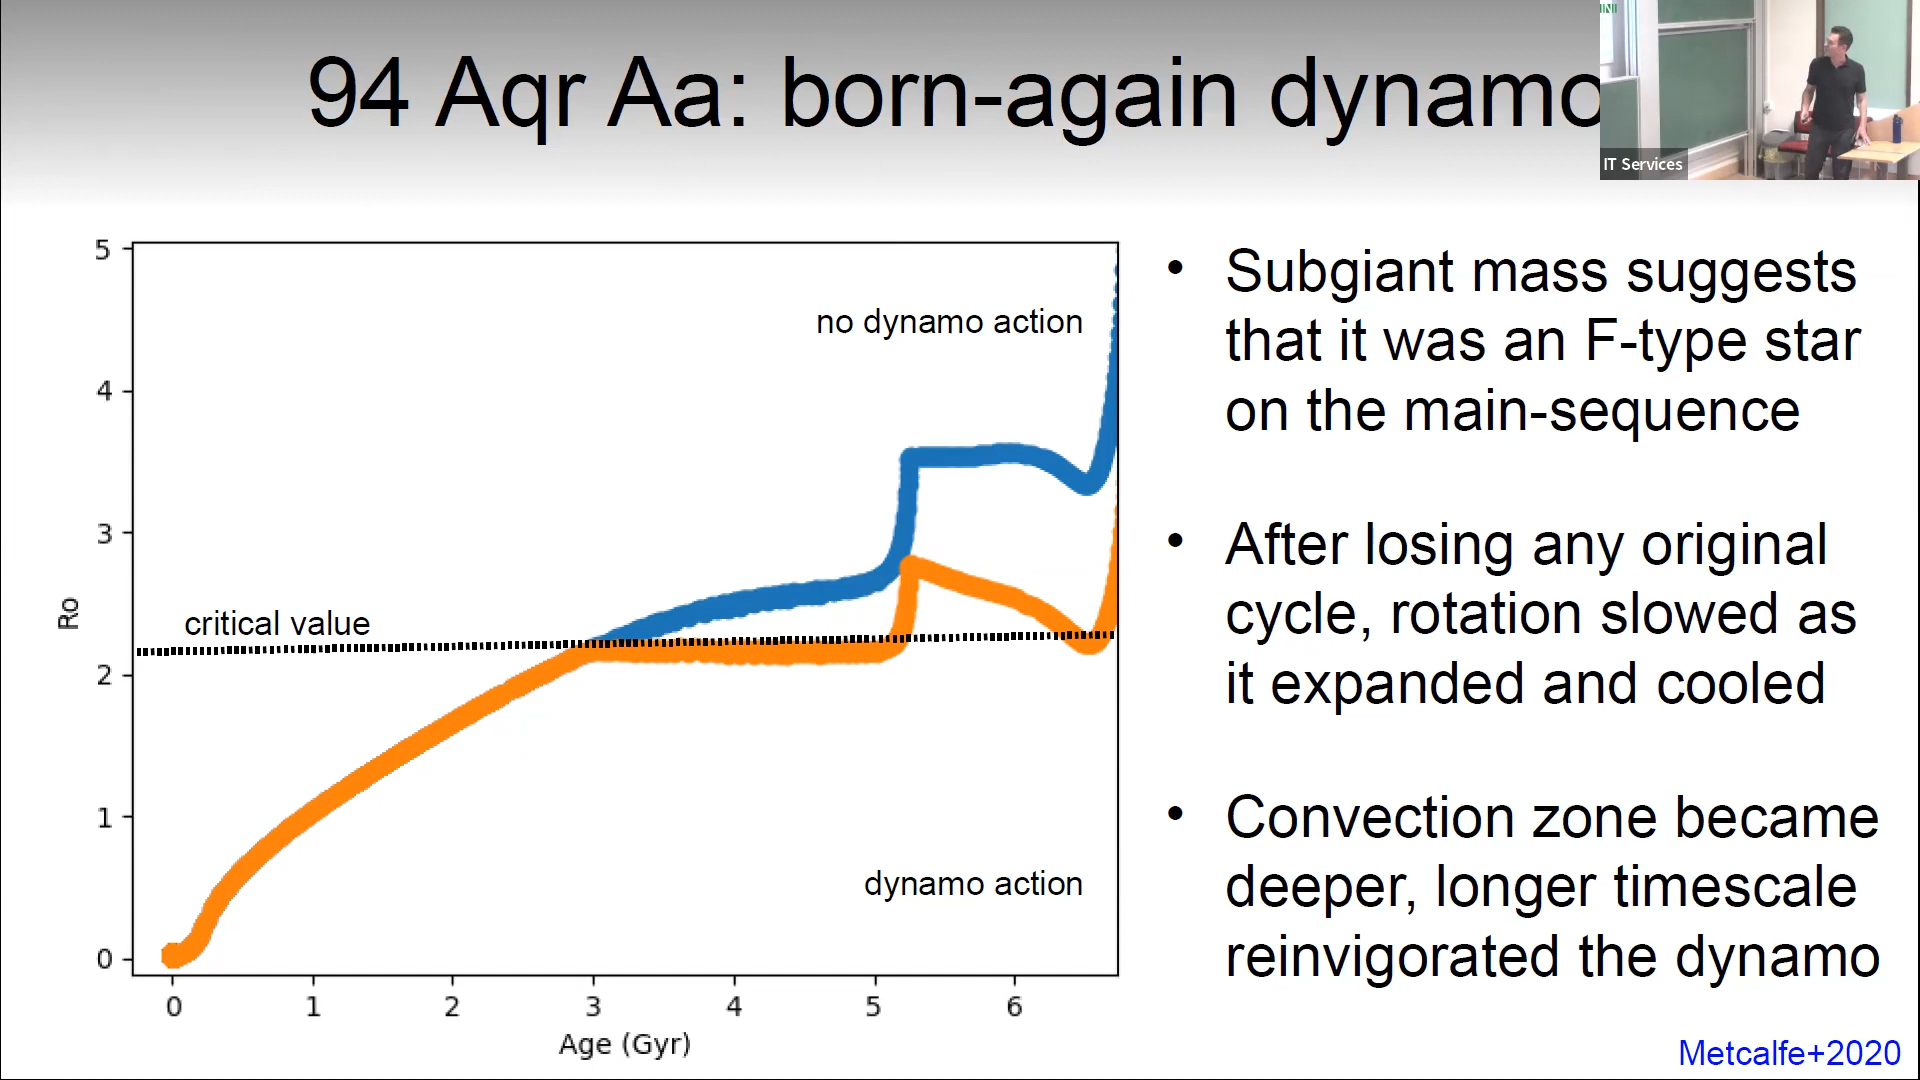 94 Aqr Aa: born-again dynamo
IT Services
5
4
3
2
1
0
Ro
no dynamo action
critical value
dynamo action
0 1 2 3 4 5 6
Age (Gyr)
• Subgiant mass suggests
that it was an F-type star
on the main-sequence
• After losing any original
cycle, rotation slowed as
it expanded and cooled
• Convection zone became
deeper, longer timescale
reinvigorated the dynamo
Metcalfe+2020